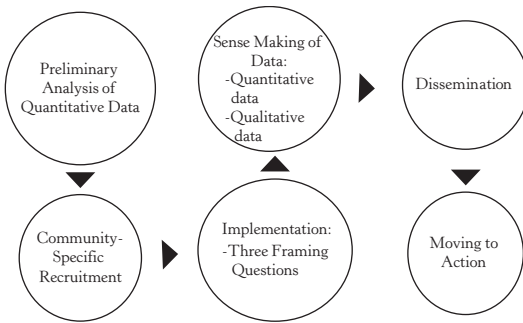 Preliminary
Analysis of
Quantitative Data
Community-
Specific
Recruitment
Implementation:
-Three Framing
Questions
Sense Making of
Data:
-Quantitative
data
-Qualitative
data
Dissemination
Moving to
Action